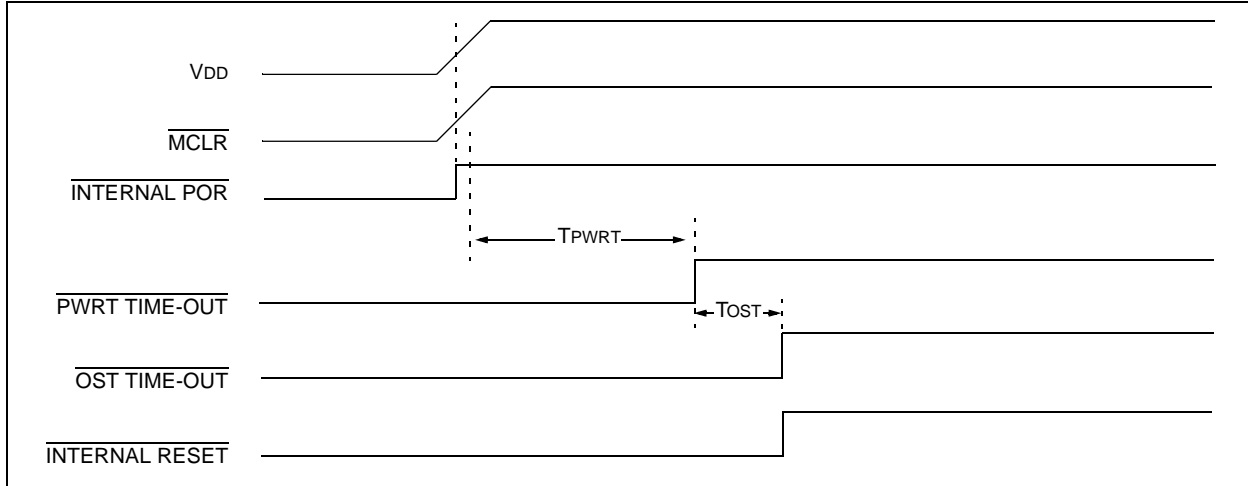 VDD
MCLR
INTERNAL POR
TPWRT
PWRT TIME-OUT
TOST
OST TIME-OUT
INTERNAL RESET